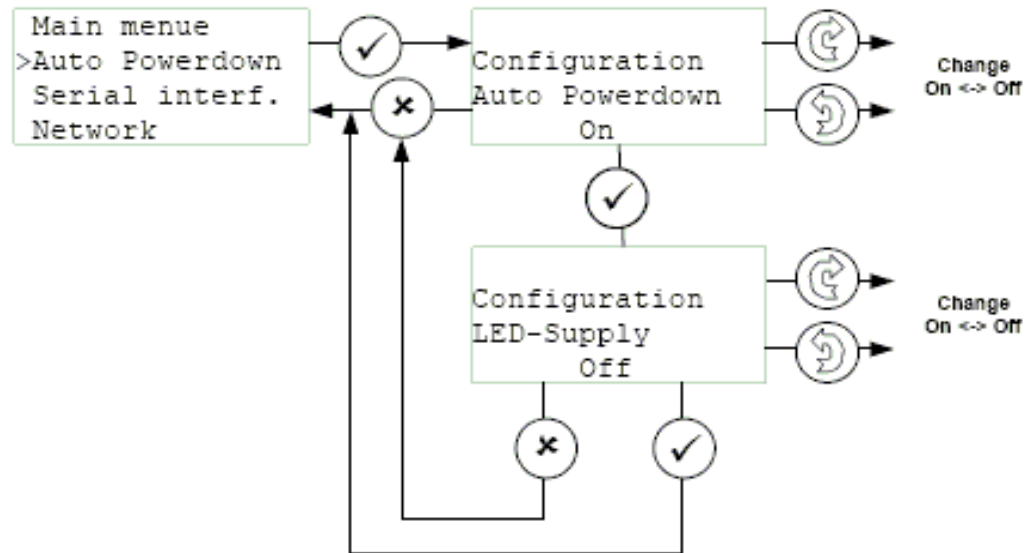 Main menue
>Auto Powerdown
Serial interf.
Network
Configuration
Auto Powerdown
On
Change
On <-> Off
Configuration
LED-Supply
Off
Change
On <-> Off